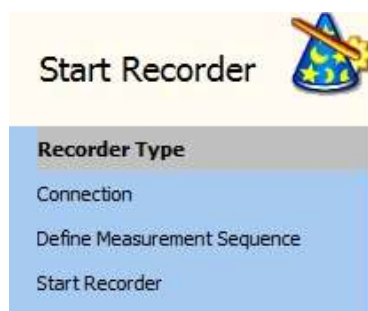 Start Recorder
Recorder Type
Connection
Define Measurement Sequence
Start Recorder